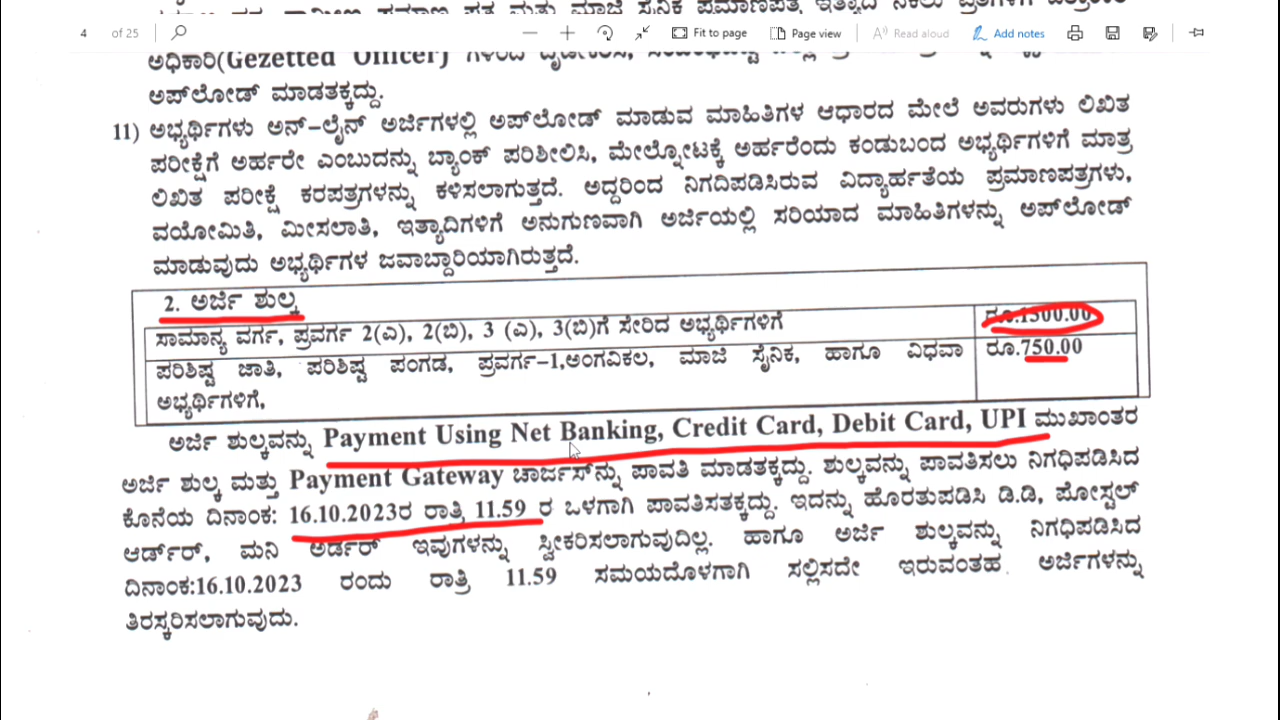 4 of 25 Fit to page Page view Read aloud Add notes
ಅಧಿಕಾರಿ(Gezetted Officer)
ಅಪ್‌ಲೋಡ್ ಮಾಡತಕ್ಕದ್ದು.
11) ಅಭ್ಯರ್ಥಿಗಳು ಅನ್-ಲೈನ್ ಅರ್ಜಿಗಳಲ್ಲಿ ಅಪ್‌ಲೋಡ್ ಮಾಡುವ ಮಾಹಿತಿಗಳ ಆಧಾರದ ಮೇಲೆ ಅವರುಗಳು ಲಿಖಿತ
ಪರೀಕ್ಷೆಗೆ ಅರ್ಹರೇ ಎಂಬುದನ್ನು ಬ್ಯಾಂಕ್ ಪರಿಶೀಲಿಸಿ, ಮೇಲ್ನೋಟಕ್ಕೆ ಅರ್ಹರೆಂದು ಕಂಡುಬಂದ ಅಭ್ಯರ್ಥಿಗಳಿಗೆ ಮಾತ್ರ
ಲಿಖಿತ ಪರೀಕ್ಷೆ ಕರಪತ್ರಗಳನ್ನು ಕಳಿಸಲಾಗುತ್ತದೆ. ಅದ್ದರಿಂದ ನಿಗದಿಪಡಿಸಿರುವ ವಿದ್ಯಾರ್ಹತೆಯ ಪ್ರಮಾಣಪತ್ರಗಳು,
ವಯೋಮಿತಿ, ಮೀಸಲಾತಿ, ಇತ್ಯಾದಿಗಳಿಗೆ ಅನುಗುಣವಾಗಿ ಅರ್ಜಿಯಲ್ಲಿ ಸರಿಯಾದ ಮಾಹಿತಿಗಳನ್ನು ಅಪ್‌ಲೋಡ್
ಮಾಡುವುದು ಅಭ್ಯರ್ಥಿಗಳ ಜವಾಬ್ದಾರಿಯಾಗಿರುತ್ತದೆ.
2. ಅರ್ಜಿ ಶುಲ್ಕ
ಸಾಮಾನ್ಯ ವರ್ಗ, ಪ್ರವರ್ಗ 2(ಎ), 2(ಬಿ), 3 (ಎ), 3(ಬಿ)ಗೆ ಸೇರಿದ ಅಭ್ಯರ್ಥಿಗಳಿಗೆ ರೂ.1500.00
ಪರಿಶಿಷ್ಟ ಜಾತಿ, ಪರಿಶಿಷ್ಟ ಪಂಗಡ, ಪ್ರವರ್ಗ-1,ಅಂಗವಿಕಲ, ಮಾಜಿ ಸೈನಿಕ, ಹಾಗೂ ವಿಧವಾ ರೂ.750.00
ಅಭ್ಯರ್ಥಿಗಳಿಗೆ,
ಅರ್ಜಿ ಶುಲ್ಕವನ್ನು Payment Using Net Banking, Credit Card, Debit Card, UPI ಮುಖಾಂತರ
ಅರ್ಜಿ ಶುಲ್ಕ ಮತ್ತು Payment Gateway ಚಾರ್ಜಸ್‌ನ್ನು ಪಾವತಿ ಮಾಡತಕ್ಕದ್ದು. ಶುಲ್ಕವನ್ನು ಪಾವತಿಸಲು ನಿಗಧಿಪಡಿಸಿದ
ಕೊನೆಯ ದಿನಾಂಕ: 16.10.2023ರ ರಾತ್ರಿ 11.59 ರ ಒಳಗಾಗಿ ಪಾವತಿಸತಕ್ಕದ್ದು. ಇದನ್ನು ಹೊರತುಪಡಿಸಿ ಡಿ.ಡಿ, ಪೋಸ್ಟಲ್
ಆರ್ಡ್‌ರ್, ಮನಿ ಅರ್ಡರ್ ಇವುಗಳನ್ನು ಸ್ವೀಕರಿಸಲಾಗುವುದಿಲ್ಲ. ಹಾಗೂ ಅರ್ಜಿ ಶುಲ್ಕವನ್ನು ನಿಗಧಿಪಡಿಸಿದ
ದಿನಾಂಕ:16.10.2023 ರಂದು ರಾತ್ರಿ 11.59 ಸಮಯದೊಳಗಾಗಿ ಸಲ್ಲಿಸದೇ ಇರುವಂತಹ ಅರ್ಜಿಗಳನ್ನು
ತಿರಸ್ಕರಿಸಲಾಗುವುದು.